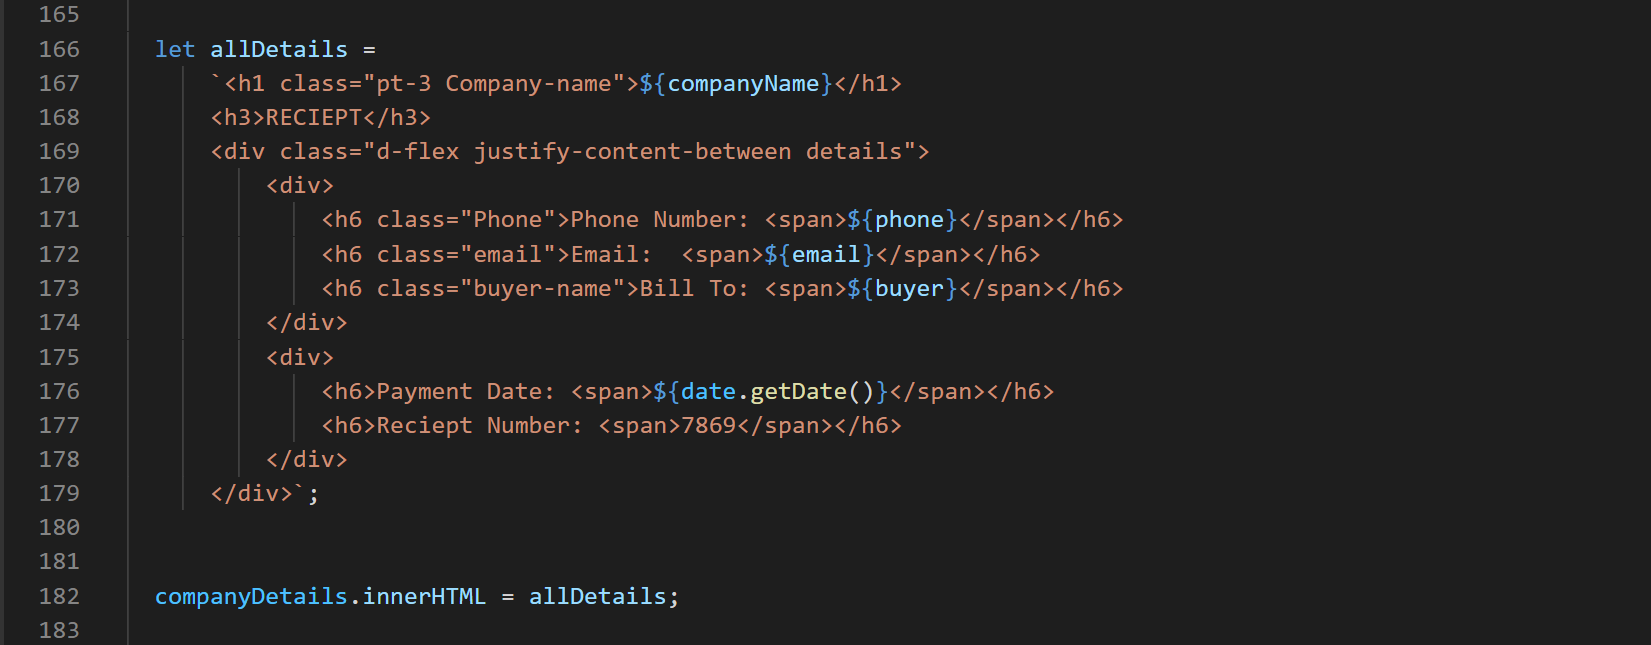 165
166 let allDetails =
167 `<h1 class="pt-3 Company-name">${companyName}</h1>
168 <h3>RECIEPT</h3>
169 <div class="d-flex justify-content-between details">
170 <div>
171 <h6 class="Phone">Phone Number: <span>${phone}</span></h6>
172 <h6 class="email">Email:  <span>${email}</span></h6>
173 <h6 class="buyer-name">Bill To: <span>${buyer}</span></h6>
174 </div>
175 <div>
176 <h6>Payment Date: <span>${date.getDate()}</span></h6>
177 <h6>Reciept Number: <span>7869</span></h6>
178 </div>
179 </div>`;
180
181
182 companyDetails.innerHTML = allDetails;
183